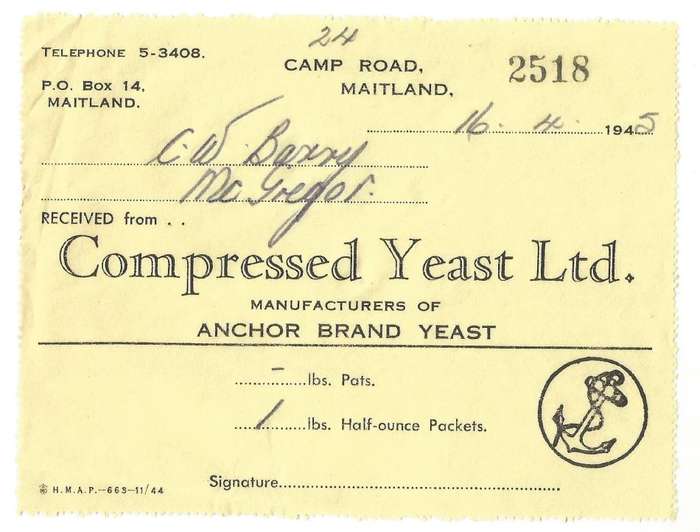 TELEPHONE 5-3408.
P.O. Box 14,
MAITLAND.
24
CAMP ROAD,
MAITLAND,
2518
16. 4. 1945
C.W. Barry
McGregor.
RECEIVED from . .
Compressed Yeast Ltd.
MANUFACTURERS OF
ANCHOR BRAND YEAST
- lbs. Pats.
1 lbs. Half-ounce Packets.
H.M.A.P.—663—11/44
Signature